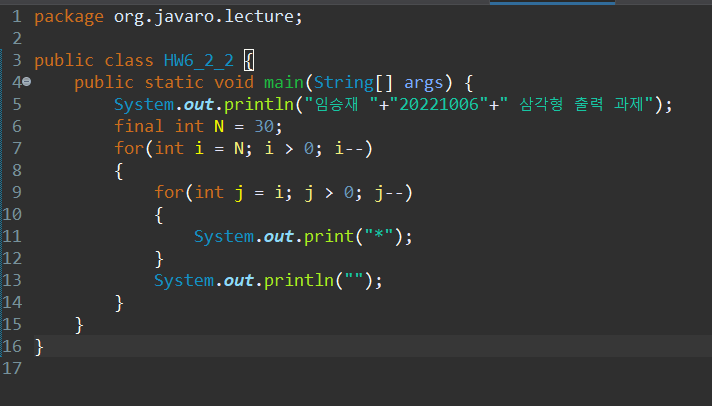 1 package org.javaro.lecture;
2
3 public class HW6_2_2 {
4 public static void main(String[] args) {
5 System.out.println("임승재 "+"20221006"+" 삼각형 출력 과제");
6 final int N = 30;
7 for(int i = N; i > 0; i--)
8 {
9 for(int j = i; j > 0; j--)
10 {
11 System.out.print("*");
12 }
13 System.out.println("");
14 }
15 }
16 }
17